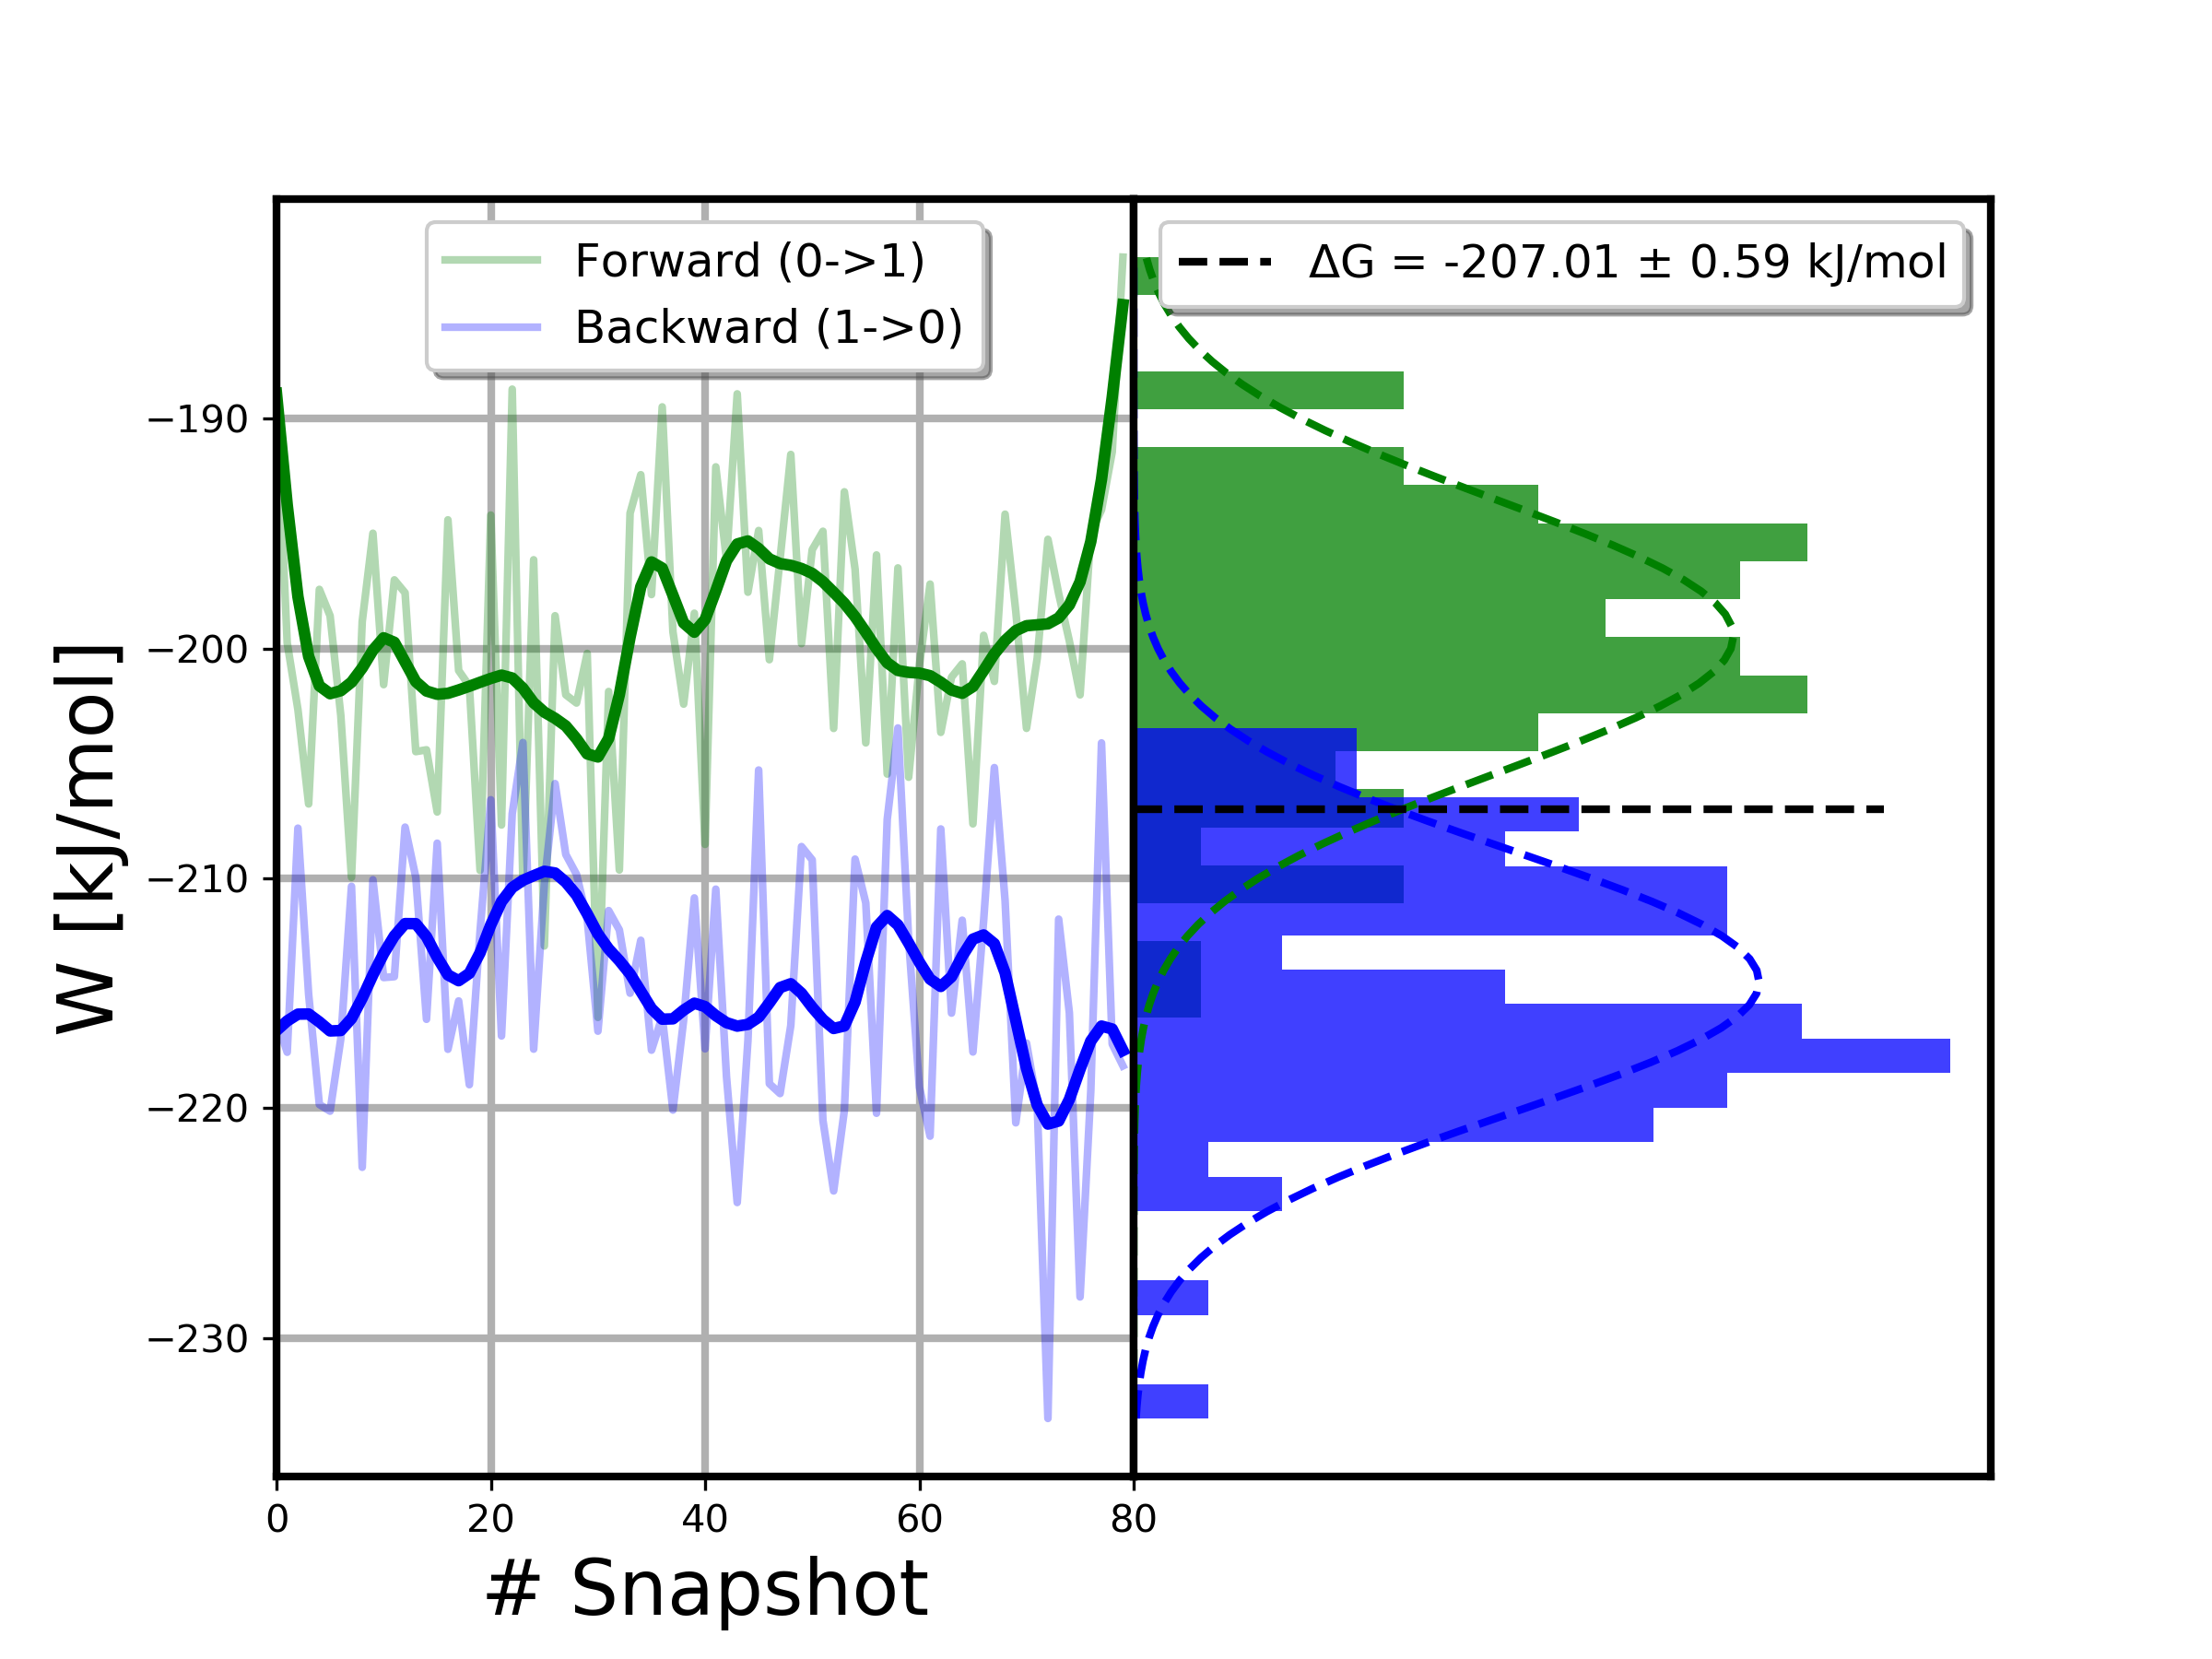 Forward (0->1)
Backward (1->0)
ΔG = -207.01 ± 0.59 kJ/mol
W [kJ/mol]
−190
−200
−210
−220
−230
0
20
40
60
80
# Snapshot